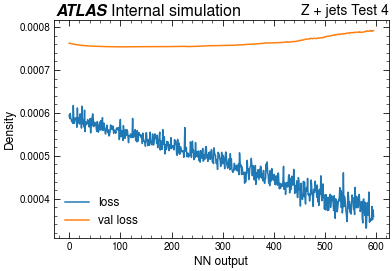 ATLAS Internal simulation
Z + jets Test 4
0.0008
0.0007
0.0006
0.0005
0.0004
Density
loss
val loss
0 100 200 300 400 500 600
NN output